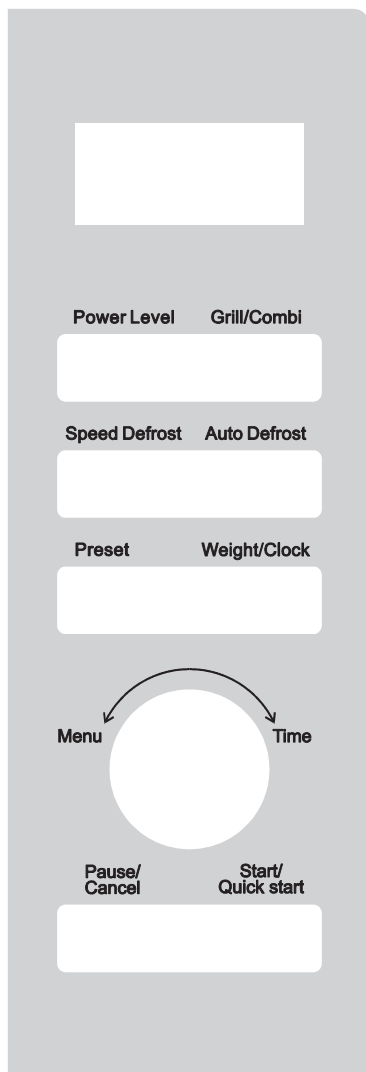 Power Level Grill/Combi
Speed Defrost Auto Defrost
Preset Weight/Clock
Menu Time
Pause/ Start/
Cancel Quick start